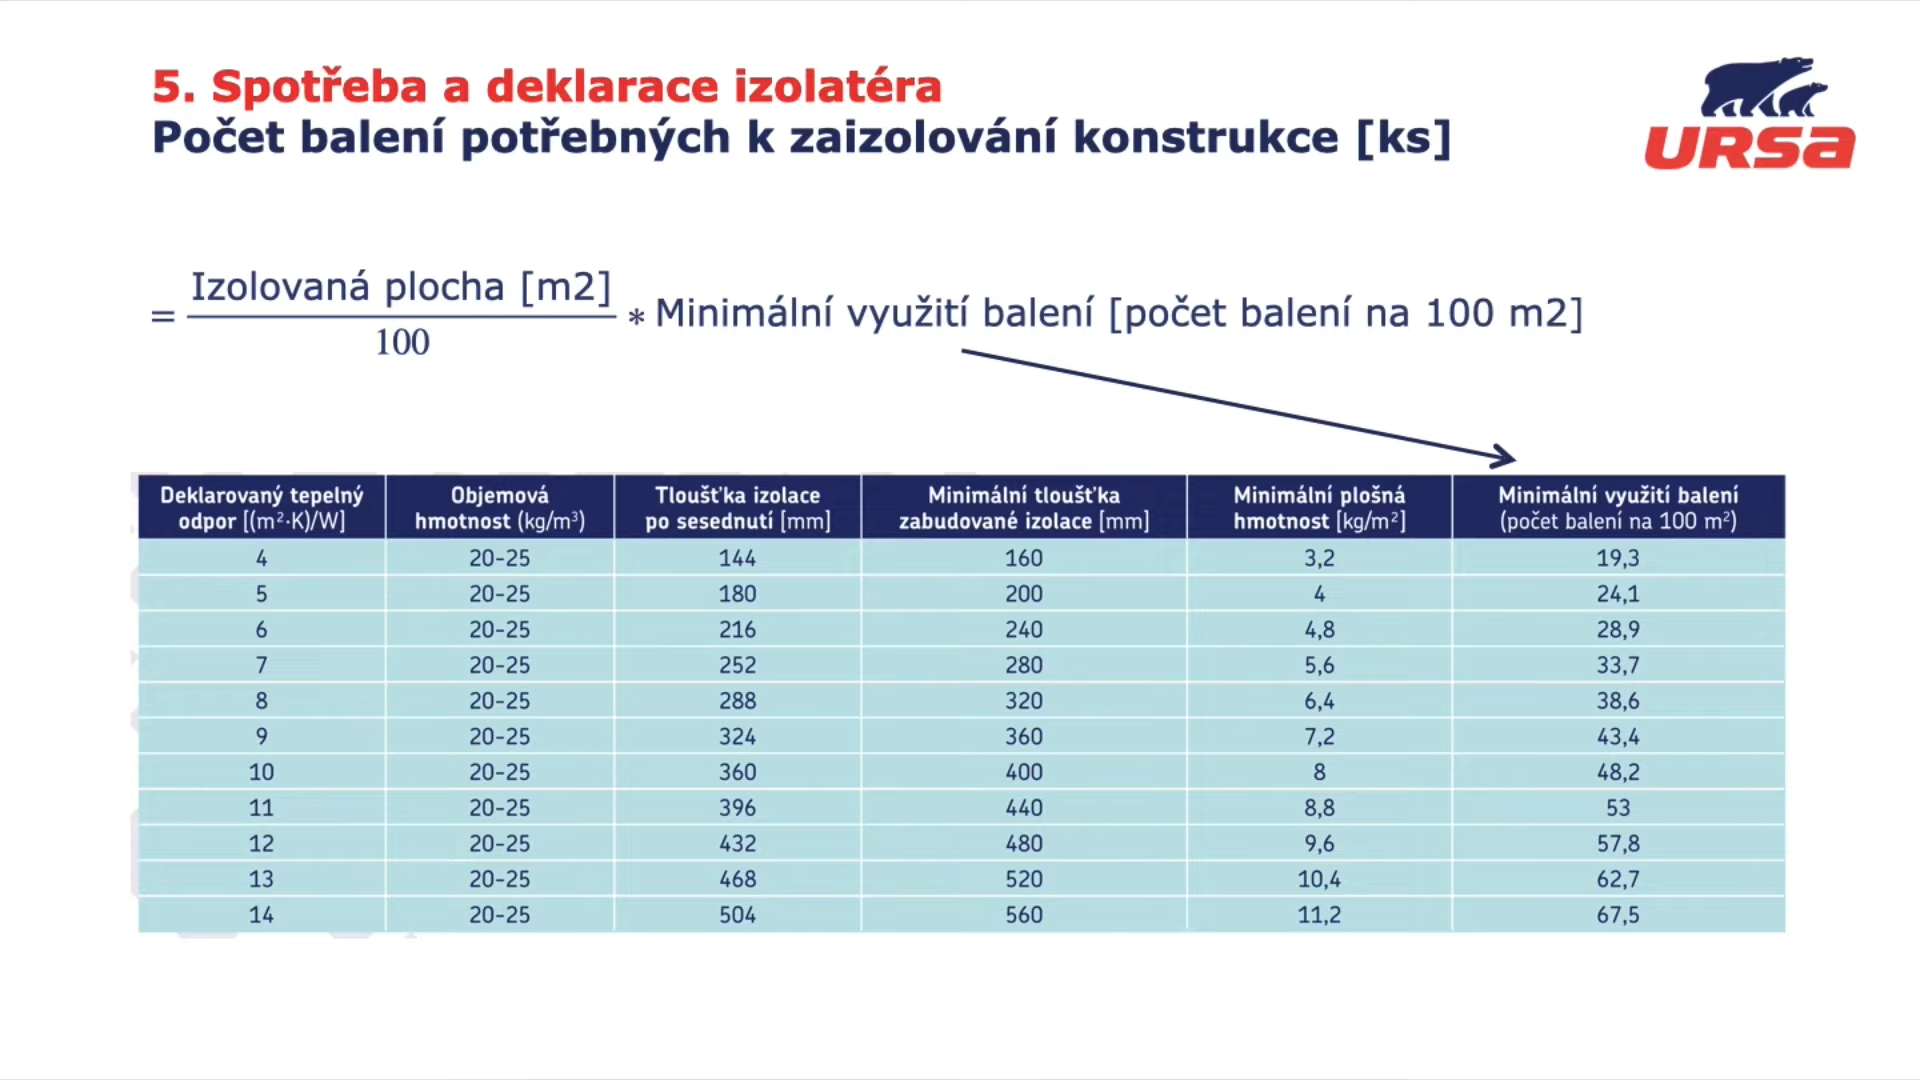 5. Spotřeba a deklarace izolatéra
Počet balení potřebných k zaizolování konstrukce [ks]
URSA
= Izolovaná plocha [m2] / 100 * Minimální využití balení [počet balení na 100 m2]
Deklarovaný tepelný odpor [(m²·K)/W] Objemová hmotnost (kg/m³) Tloušťka izolace po sesednutí [mm] Minimální tloušťka zabudované izolace [mm] Minimální plošná hmotnost [kg/m²] Minimální využití balení (počet balení na 100 m²)
4 20-25 144 160 3,2 19,3
5 20-25 180 200 4 24,1
6 20-25 216 240 4,8 28,9
7 20-25 252 280 5,6 33,7
8 20-25 288 320 6,4 38,6
9 20-25 324 360 7,2 43,4
10 20-25 360 400 8 48,2
11 20-25 396 440 8,8 53
12 20-25 432 480 9,6 57,8
13 20-25 468 520 10,4 62,7
14 20-25 504 560 11,2 67,5